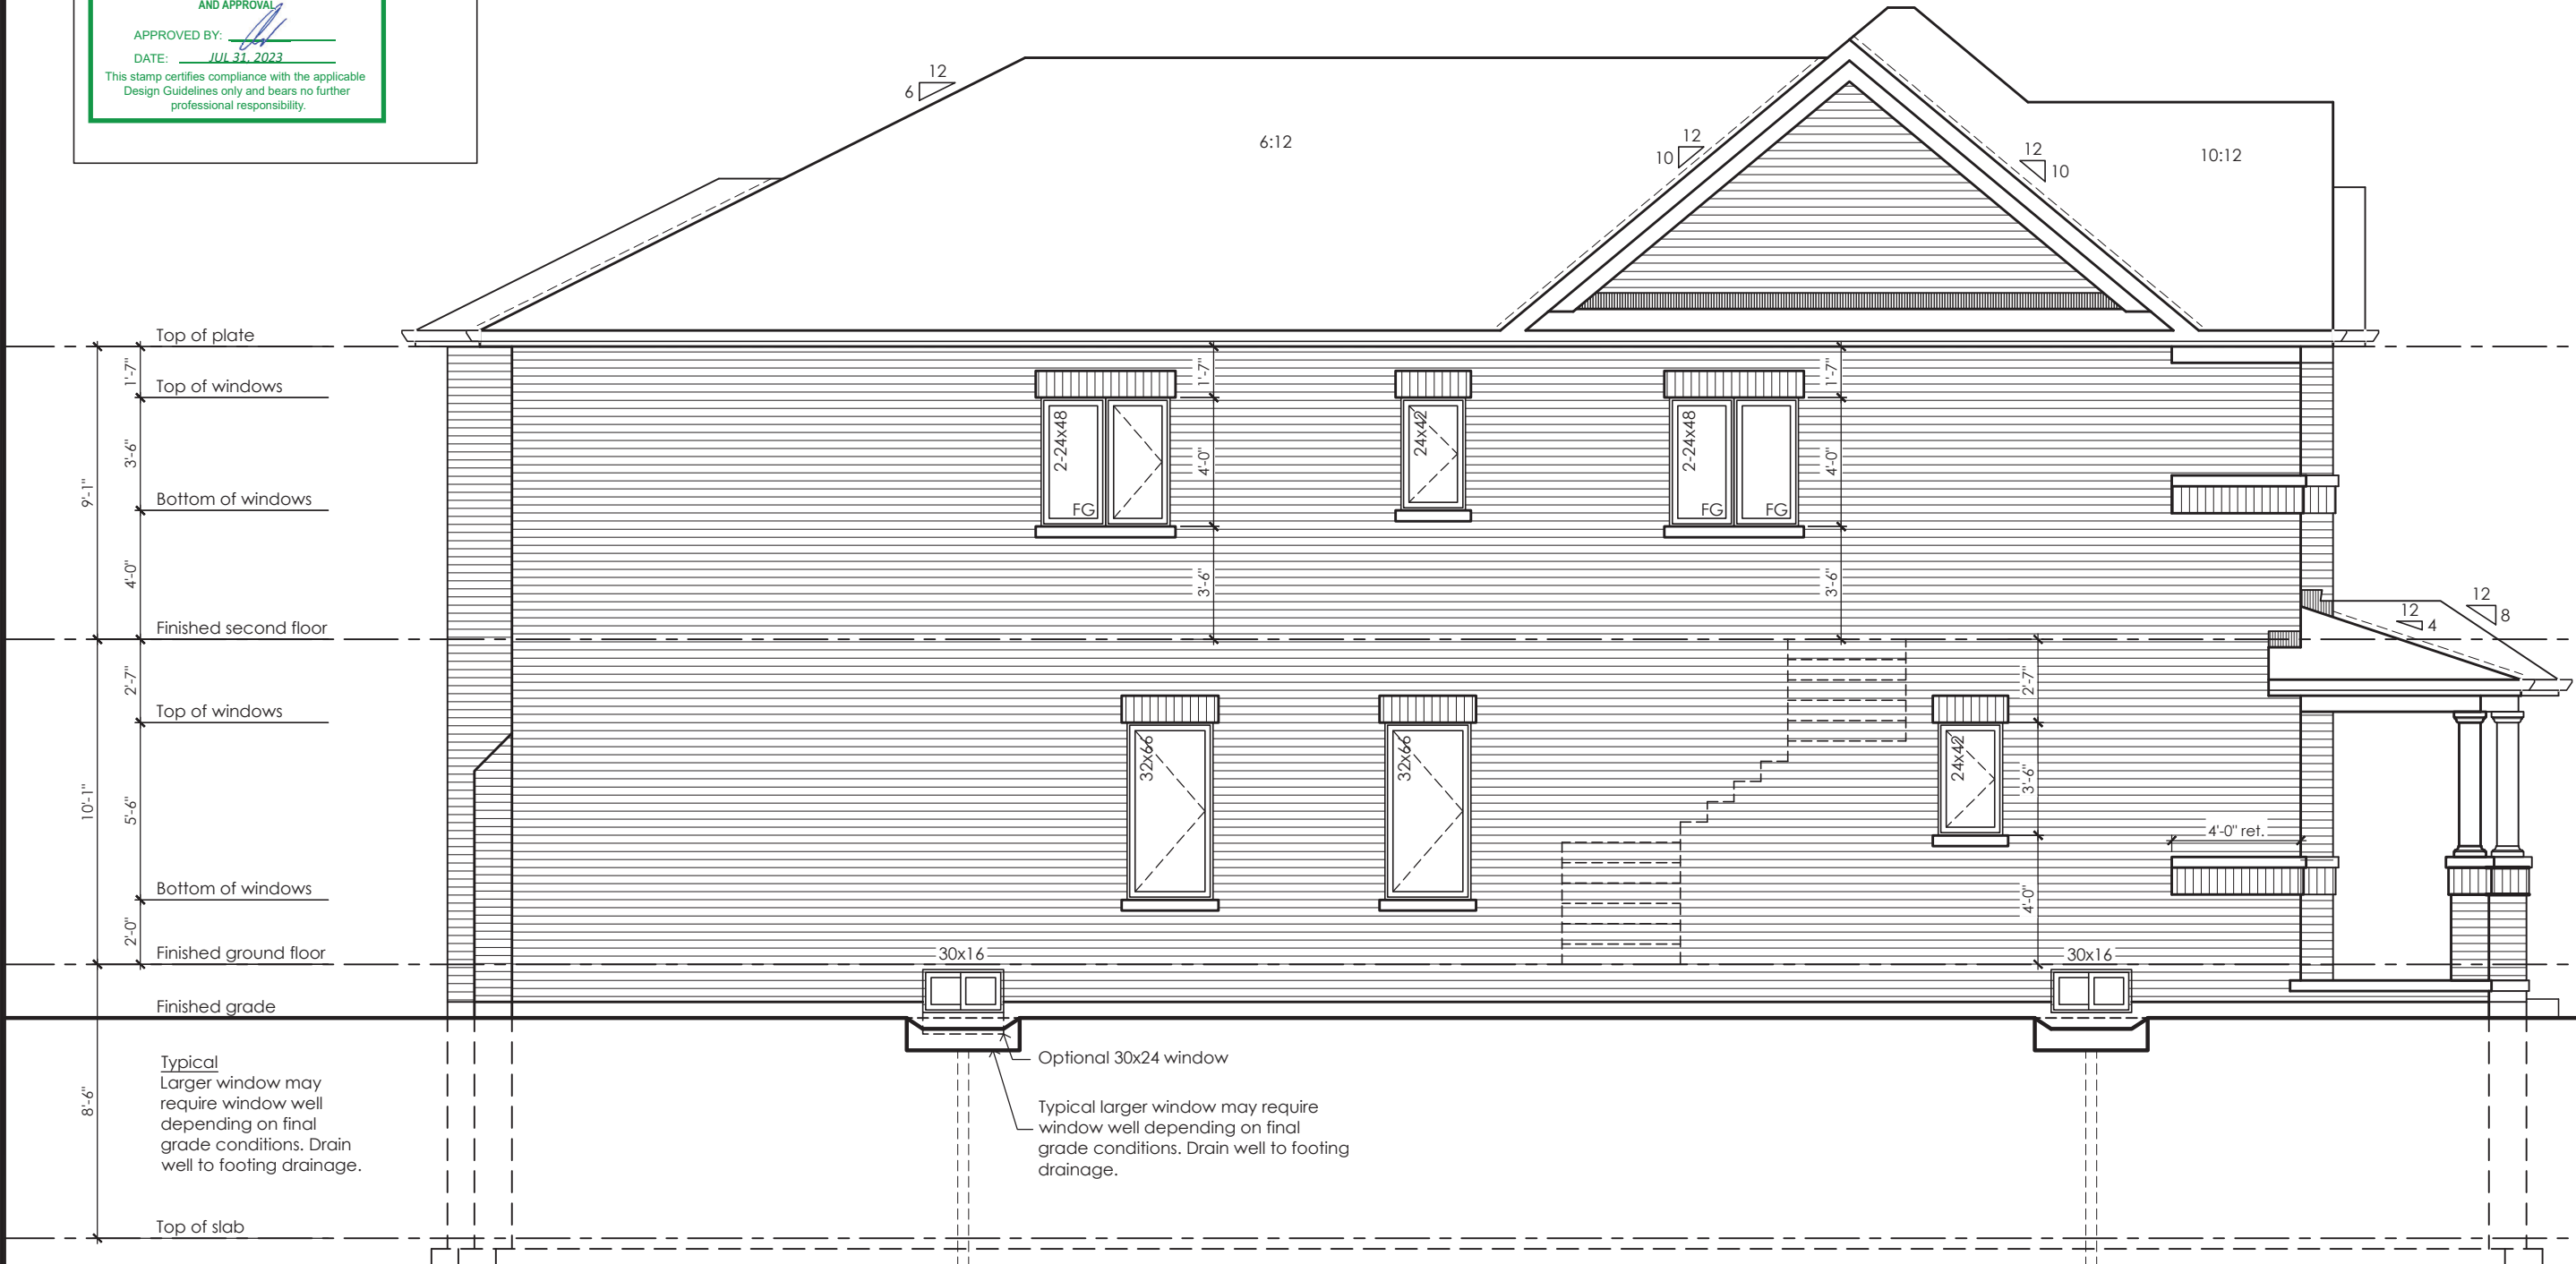 AND APPROVAL
APPROVED BY:
DATE: JUL 31, 2023
This stamp certifies compliance with the applicable
Design Guidelines only and bears no further
professional responsibility.
12
6
6:12
12
10
12
10
10:12
Top of plate
1'-7"
Top of windows
3'-6"
9'-1"
Bottom of windows
4'-0"
Finished second floor
2'-7"
Top of windows
10'-1"
5'-6"
Bottom of windows
2'-0"
Finished ground floor
Finished grade
8'-6"
Top of slab
2-24x48
FG
1'-7"
4'-0"
3'-6"
24x42
2-24x48
FG
FG
1'-7"
4'-0"
3'-6"
12
4
12
8
32x66
32x66
24x42
2'-7"
3'-6"
4'-0"
4'-0" ret.
30x16
30x16
Typical
Larger window may
require window well
depending on final
grade conditions. Drain
well to footing drainage.
Optional 30x24 window
Typical larger window may require
window well depending on final
grade conditions. Drain well to footing
drainage.